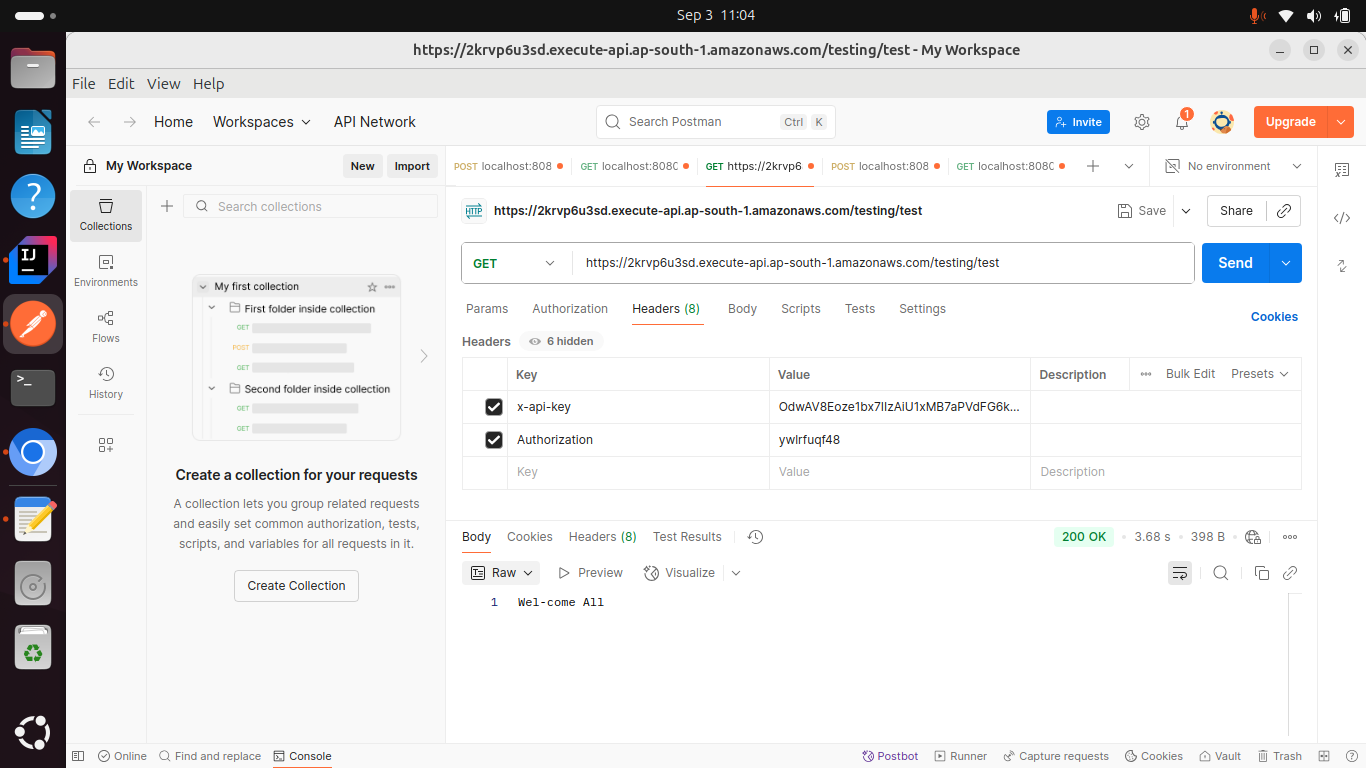 Sep 3 11:04
https://2krvp6u3sd.execute-api.ap-south-1.amazonaws.com/testing/test - My Workspace
File Edit View Help
Home Workspaces API Network Search Postman Ctrl K Invite 1 Upgrade
My Workspace New Import
POST localhost:808 GET localhost:8080 GET https://2krvp6 POST localhost:808 GET localhost:8080 No environment
Collections
Environments
Flows
History
Search collections
My first collection
First folder inside collection
GET
POST
GET
Second folder inside collection
GET
GET
Create a collection for your requests
A collection lets you group related requests
and easily set common authorization, tests,
scripts, and variables for all requests in it.
Create Collection
HTTP https://2krvp6u3sd.execute-api.ap-south-1.amazonaws.com/testing/test Save Share
GET https://2krvp6u3sd.execute-api.ap-south-1.amazonaws.com/testing/test Send
Params Authorization Headers (8) Body Scripts Tests Settings Cookies
Headers 6 hidden
Key Value Description Bulk Edit Presets
x-api-key OdwAV8Eoze1bx7lIzAiU1xMB7aPVdFG6k...
Authorization ywlrfuqf48
Key Value Description
Body Cookies Headers (8) Test Results 200 OK 3.68 s 398 B
Raw Preview Visualize
1 Wel-come All
Online Find and replace Console Postbot Runner Capture requests Cookies Vault Trash